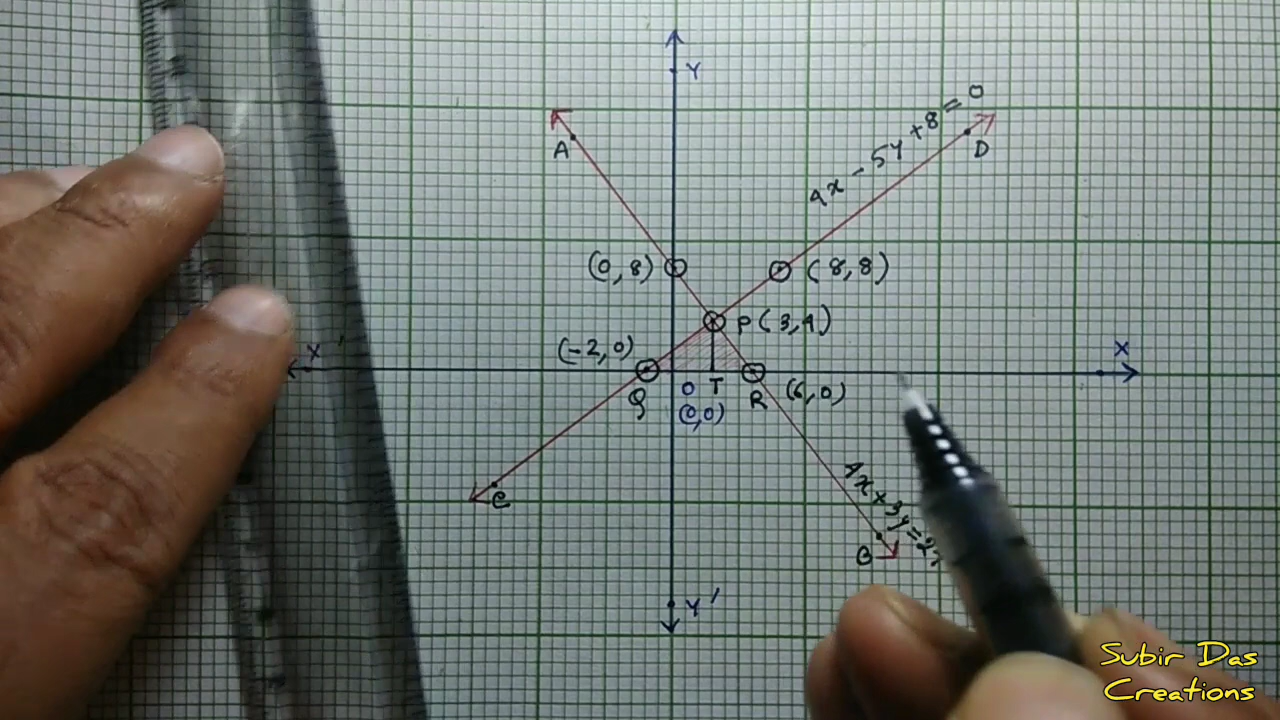 Y
4x - 5y + 8 = 0
A
D
(0, 8)
(8, 8)
P(3, 4)
(-2, 0)
X'
X
Q
O
T
R
(6, 0)
(0,0)
4x + 3y = 24
C
B
Y'
Subir Das
Creations